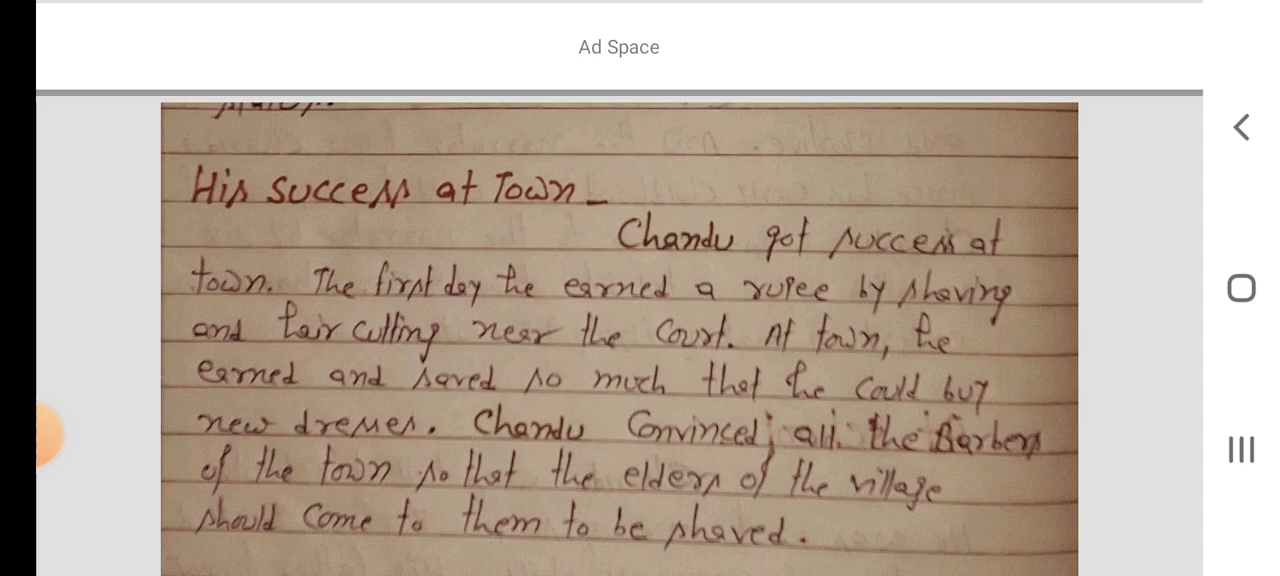 Ad Space
His success at Town_
Chandu got success at
town. The first day he earned a rupee by shaving
and hair cutting near the Court. At town, he
earned and saved so much that he could buy
new dresses. Chandu Convinced all the Barbers
of the town so that the elders of the village
should come to them to be shaved.